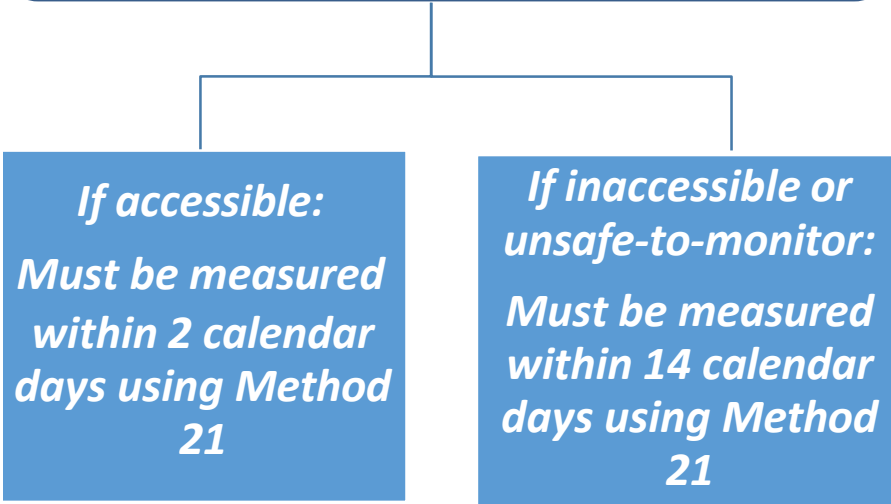 If accessible:
Must be measured
within 2 calendar
days using Method
21
If inaccessible or
unsafe-to-monitor:
Must be measured
within 14 calendar
days using Method
21